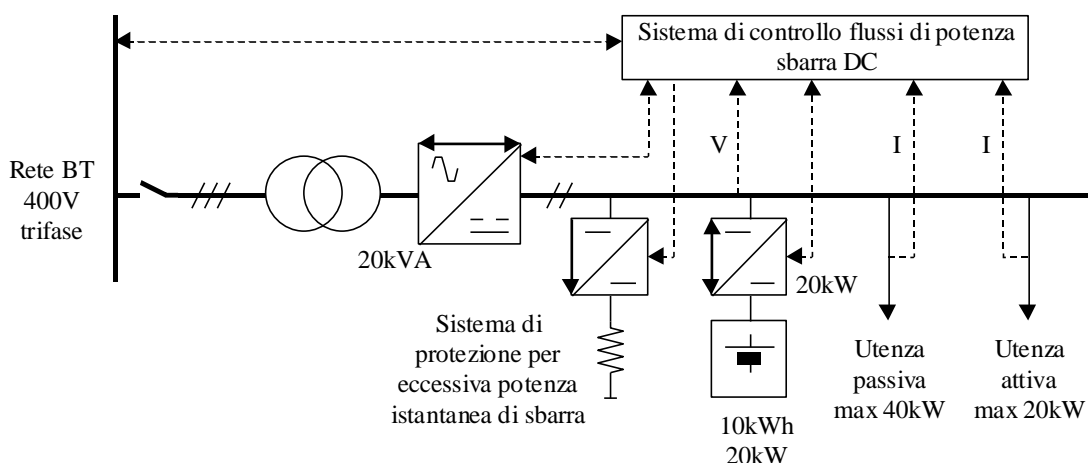 Sistema di controllo flussi di potenza
sbarra DC
Rete BT
400V
trifase
V
I
I
20kVA
20kW
Sistema di
protezione per
eccessiva potenza
istantanea di sbarra
10kWh
20kW
Utenza
passiva
max 40kW
Utenza
attiva
max 20kW